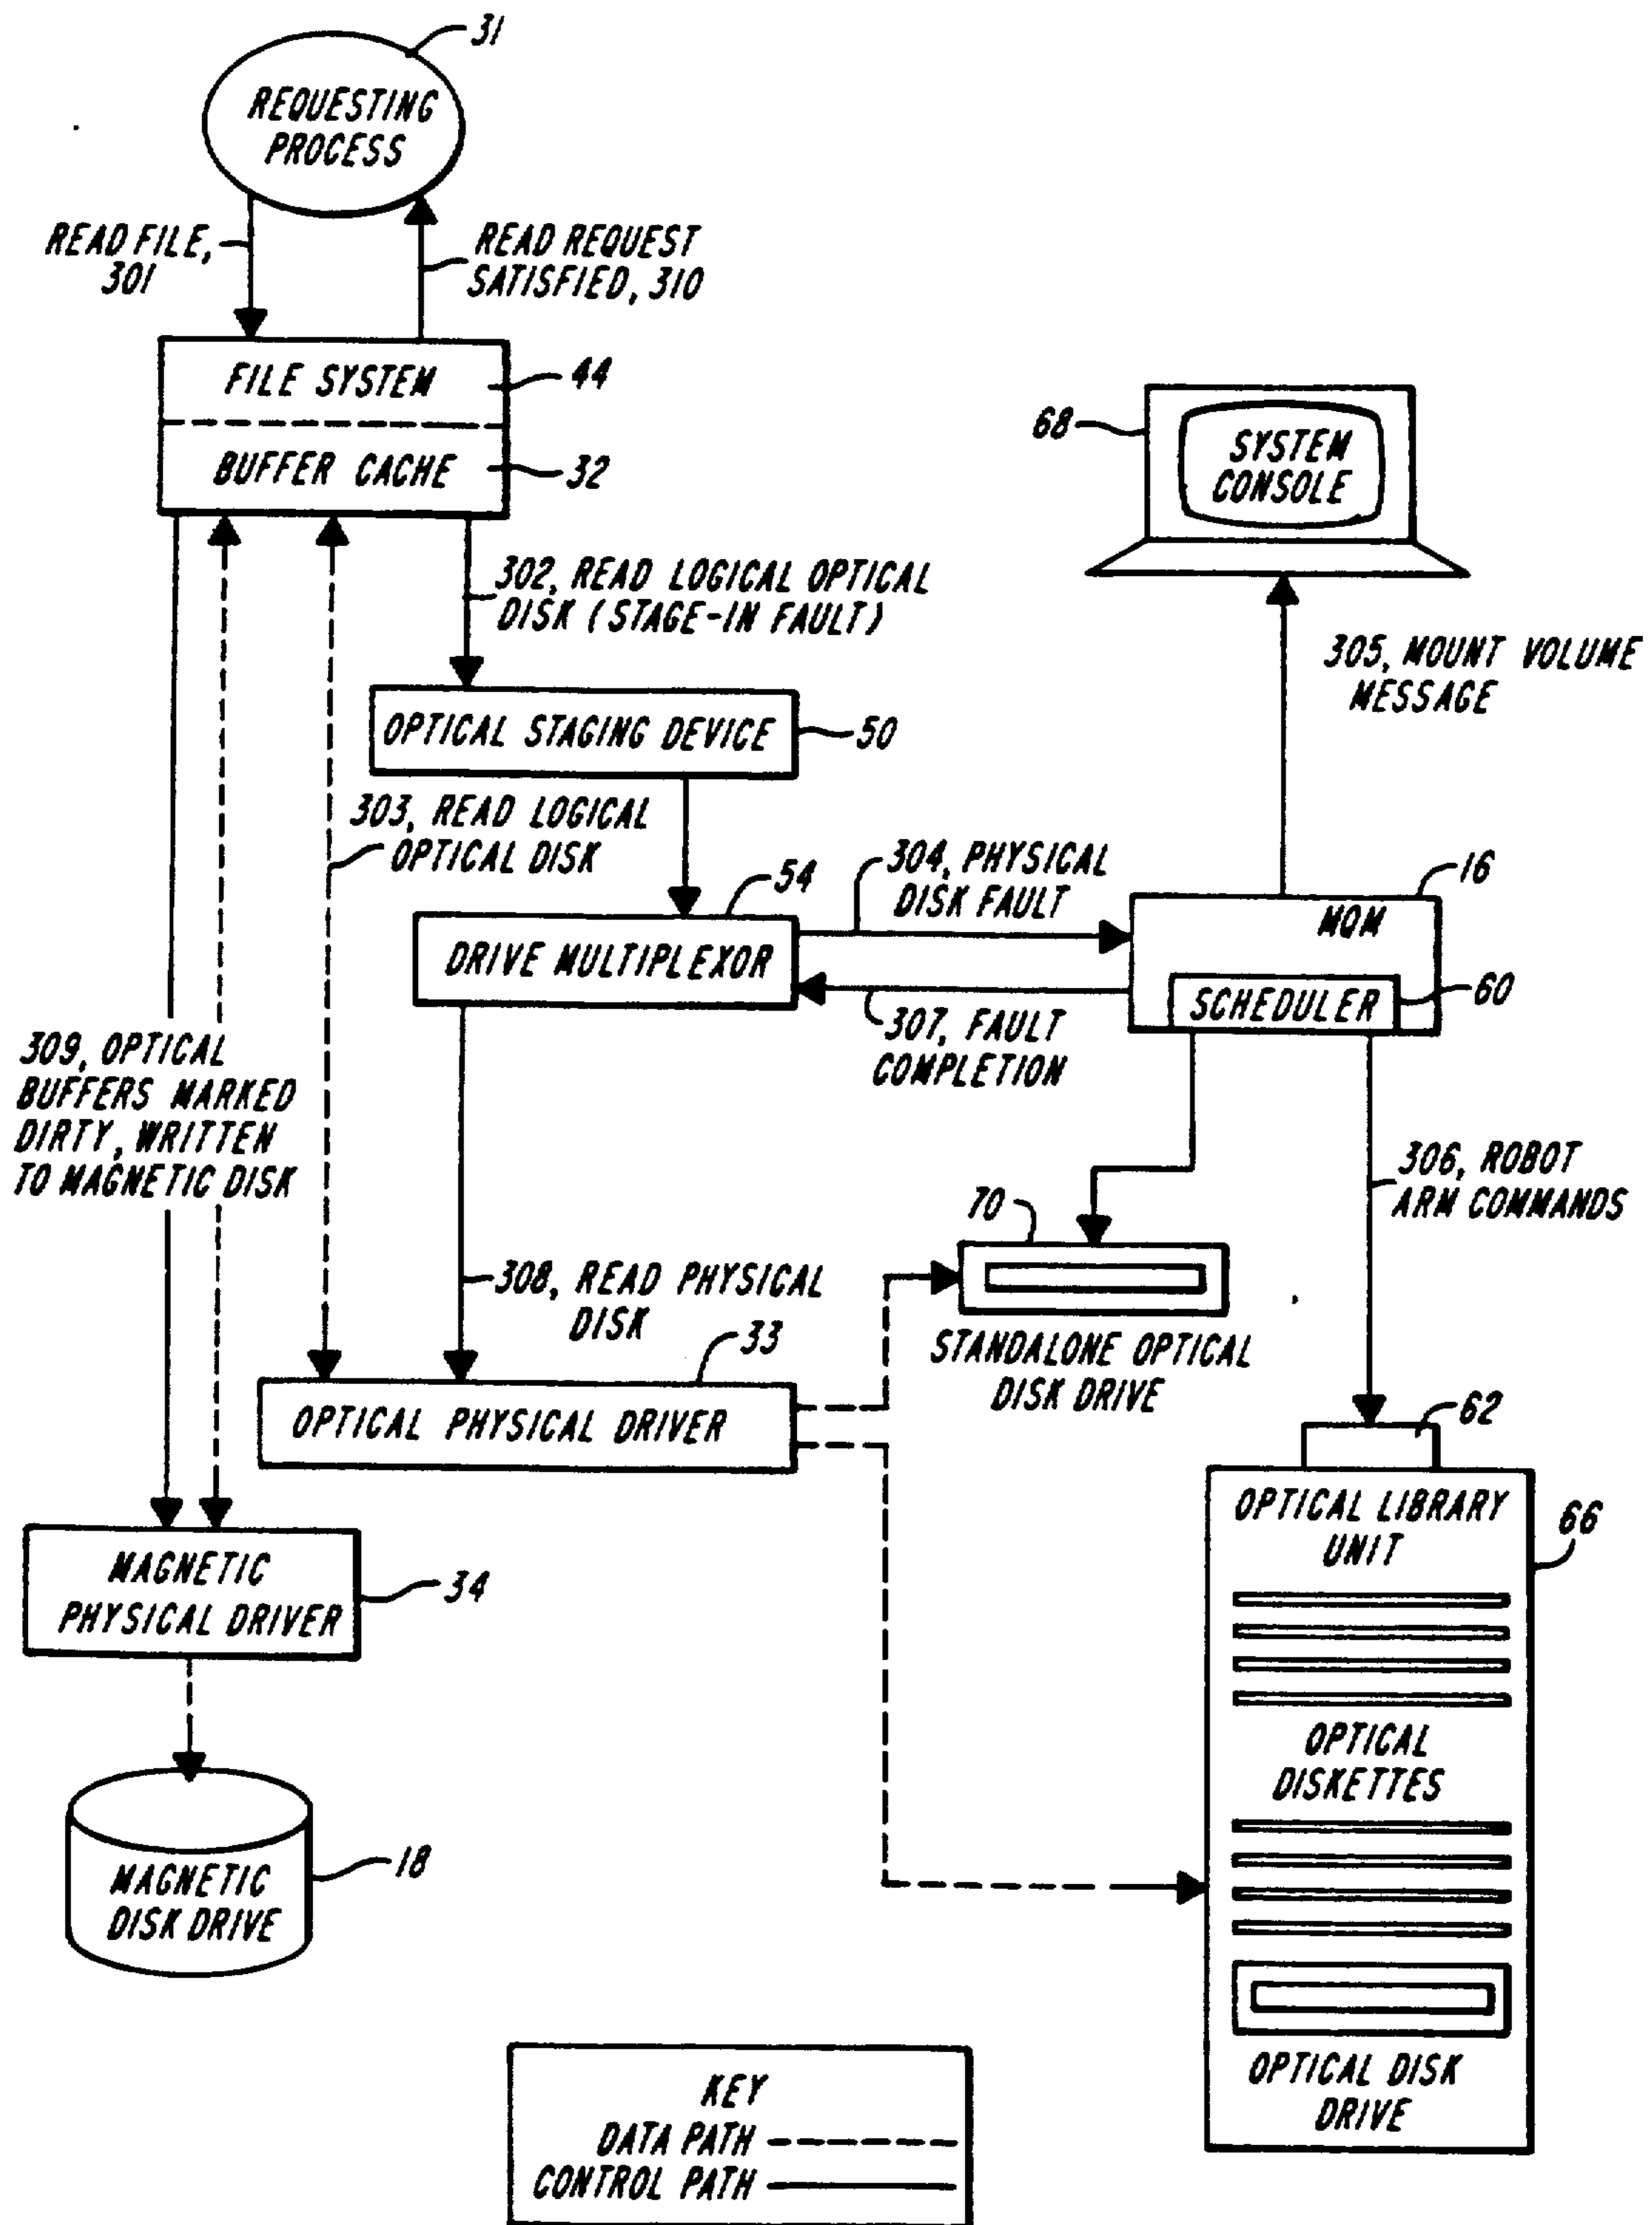 31
REQUESTING
PROCESS
READ FILE,
301
READ REQUEST
SATISFIED, 310
FILE SYSTEM
44
BUFFER CACHE
32
68
SYSTEM
CONSOLE
302, READ LOGICAL OPTICAL
DISK (STAGE-IN FAULT)
305, MOUNT VOLUME
MESSAGE
OPTICAL STAGING DEVICE
50
303, READ LOGICAL
OPTICAL DISK
54
304, PHYSICAL
DISK FAULT
16
MQM
DRIVE MULTIPLEXOR
SCHEDULER
60
307, FAULT
COMPLETION
309, OPTICAL
BUFFERS MARKED
DIRTY, WRITTEN
TO MAGNETIC DISK
306, ROBOT
ARM COMMANDS
70
308, READ PHYSICAL
DISK
33
STANDALONE OPTICAL
DISK DRIVE
OPTICAL PHYSICAL DRIVER
62
OPTICAL LIBRARY
UNIT
66
MAGNETIC
PHYSICAL DRIVER
34
OPTICAL
DISKETTES
MAGNETIC
DISK DRIVE
18
OPTICAL DISK
DRIVE
KEY
DATA PATH
CONTROL PATH